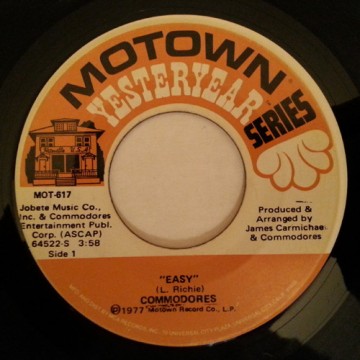 MOTOWN
YESTERYEAR
SERIES
MOT-617
Jobete Music Co.,
Inc. & Commodores
Entertainment Publ.
Corp. (ASCAP)
64522-S 3:58
Side 1
Produced &
Arranged by
James Carmichael
& Commodores
"EASY"
(L. Richie)
COMMODORES
©1977 Motown Record Co., L.P.